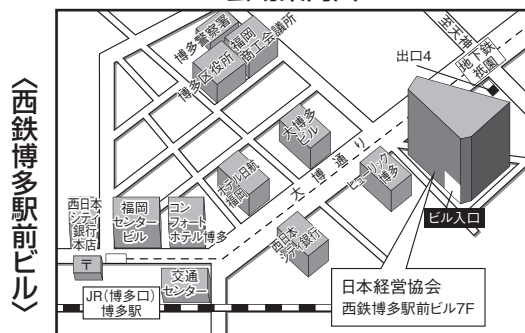 〈西鉄博多駅前ビル〉
博多警察署
博多区役所
福岡
商工会議所
至天神
地下鉄
祇園
出口4
大博多
ビル
大博通り
ヒューリック
博多
ホテル日航
福岡
西日本
シティ銀行
西日本
シティ
銀行
本店
福岡
センター
ビル
コン
フォート
ホテル博多
〒
交通
センター
JR(博多口)
博多駅
ビル入口
日本経営協会
西鉄博多駅前ビル7F